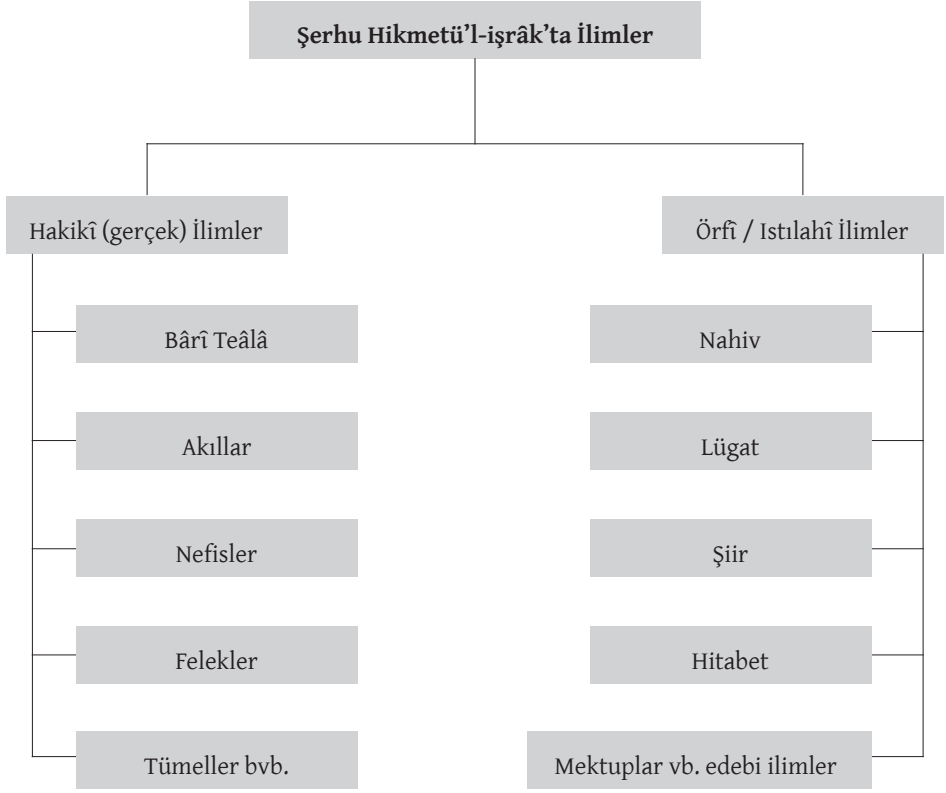 Şerhu Hikmetü’l-işrâk’ta İlimler
Hakikî (gerçek) İlimler
Örfî / Istılahî İlimler
Bârî Teâlâ
Nahiv
Akıllar
Lügat
Nefisler
Şiir
Felekler
Hitabet
Tümeller bvb.
Mektuplar vb. edebi ilimler